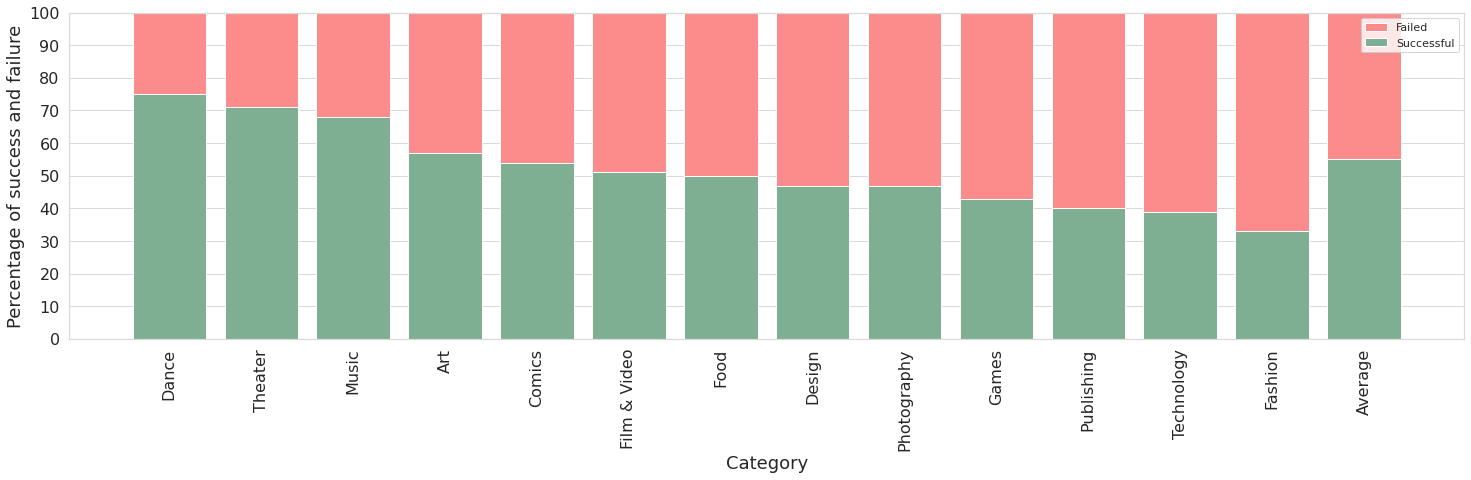 Percentage of success and failure
100
90
80
70
60
50
40
30
20
10
0
Failed
Successful
Dance
Theater
Music
Art
Comics
Film & Video
Food
Design
Photography
Games
Publishing
Technology
Fashion
Average
Category